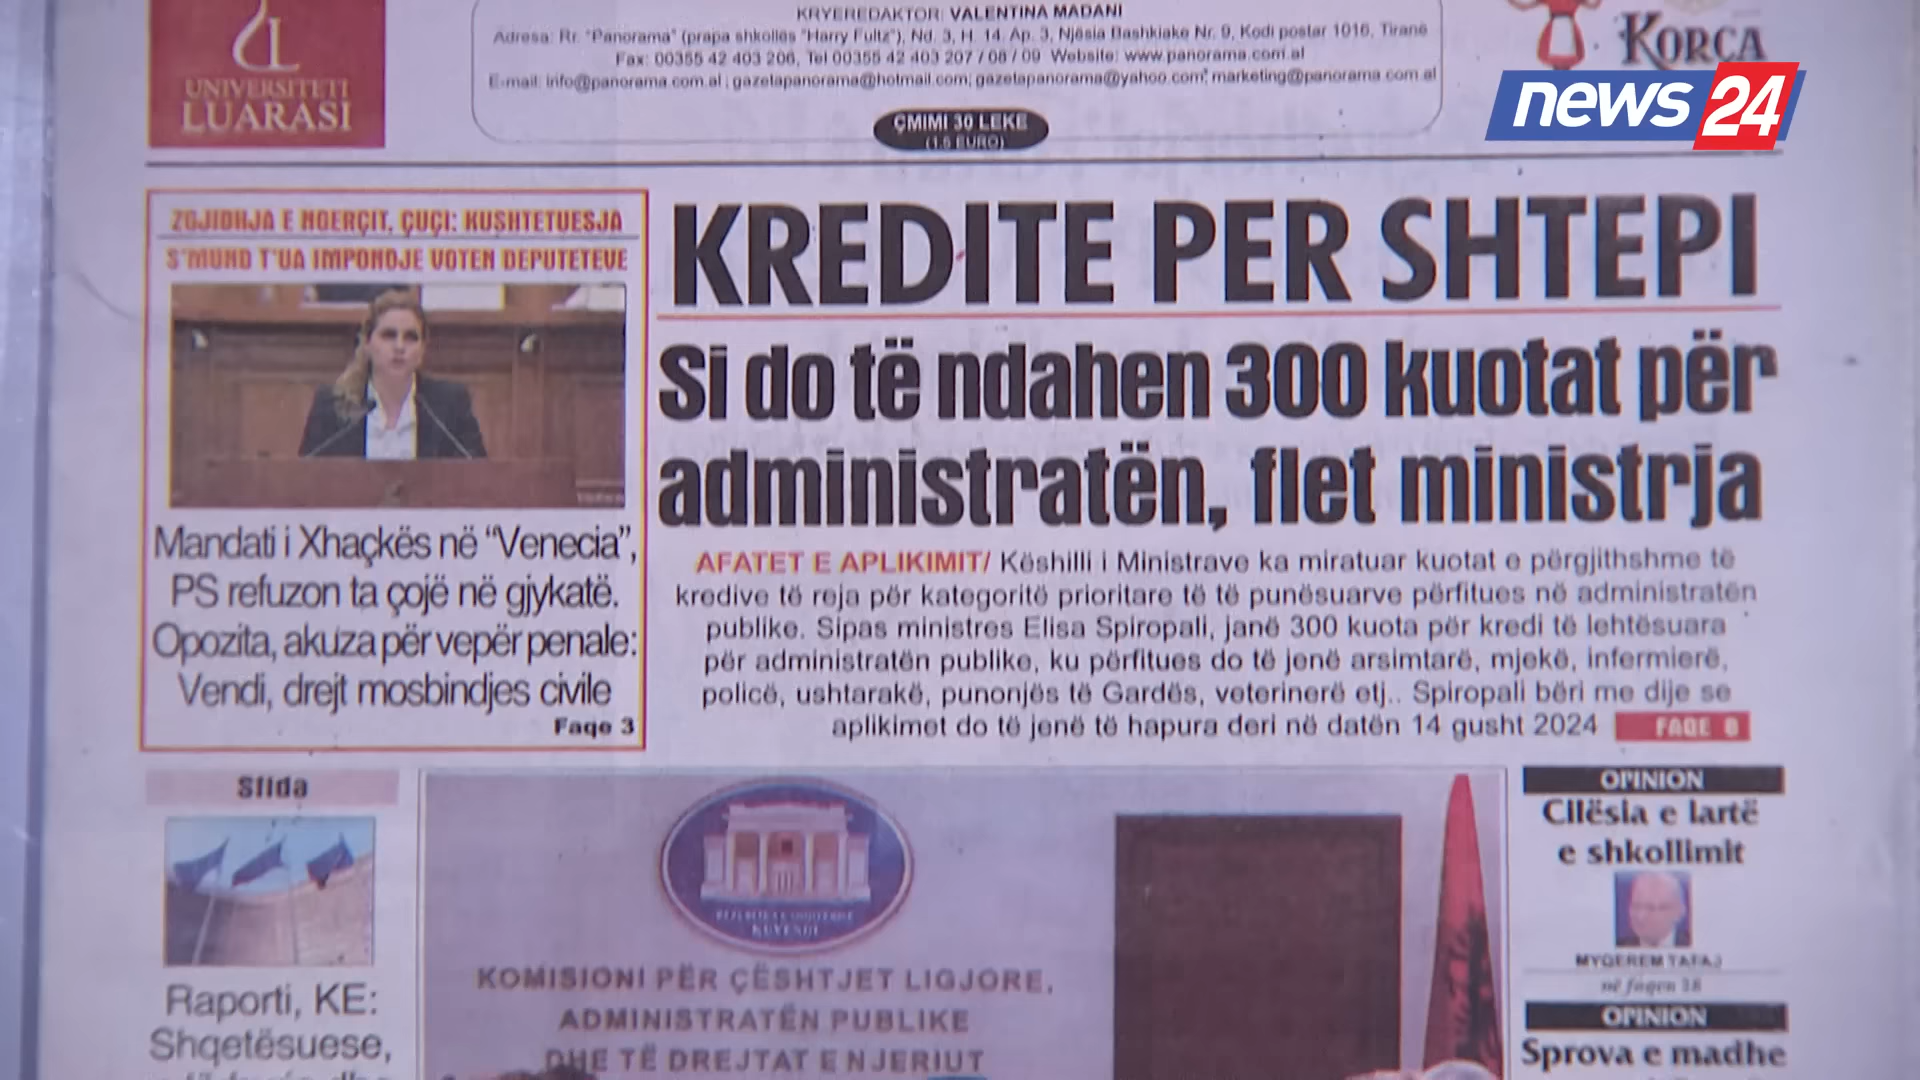 KRYEREDAKTOR: VALENTINA MADANI
Adresa: Rr. "Panorama" (prapa shkolles "Harry Fultz"), Nd. 3, H. 14. Ap. 3, Njësia Bashkiake Nr. 9, Kodi postar 1016, Tiranë
Fax: 00355 42 403 206, Tel 00355 42 403 207 / 08 / 09 Website: www.panorama.com.al
E-mail: info@panorama.com.al ; gazetapanorama@hotmail.com; gazetapanorama@yahoo.com; marketing@panorama.com.al
ÇMIMI 30 LEKE
(1.5 EURO)
UNIVERSITETI
LUARASI
KORÇA
news 24
ZGJIDHJA E NGERÇIT, ÇUÇI: KUSHTETUESJA
S'MUND T'UA IMPONOJE VOTEN DEPUTETEVE
Mandati i Xhaçkës në “Venecia”,
PS refuzon ta çojë në gjykatë.
Opozita, akuza për vepër penale:
Vendi, drejt mosbindjes civile
Faqe 3
KREDITE PER SHTEPI
Si do të ndahen 300 kuotat për
administratën, flet ministrja
AFATET E APLIKIMIT/ Këshilli i Ministrave ka miratuar kuotat e përgjithshme të
kredive të reja për kategoritë prioritare të të punësuarve përfitues në administratën
publike. Sipas ministres Elisa Spiropali, janë 300 kuota për kredi të lehtësuara
për administratën publike, ku përfitues do të jenë arsimtarë, mjekë, infermierë,
policë, ushtarakë, punonjës të Gardës, veterinerë etj.. Spiropali bëri me dije se
aplikimet do të jenë të hapura deri në datën 14 gusht 2024
FAQE 8
Sfida
Raporti, KE:
Shqetësuese,
KUVENDI
KOMISIONI PËR ÇËSHTJET LIGJORE,
ADMINISTRATËN PUBLIKE
DHE TË DREJTAT E NJERIUT
OPINION
Cilësia e lartë
e shkollimit
MYQEREM TAFAJ
në faqen 18
OPINION
Sprova e madhe